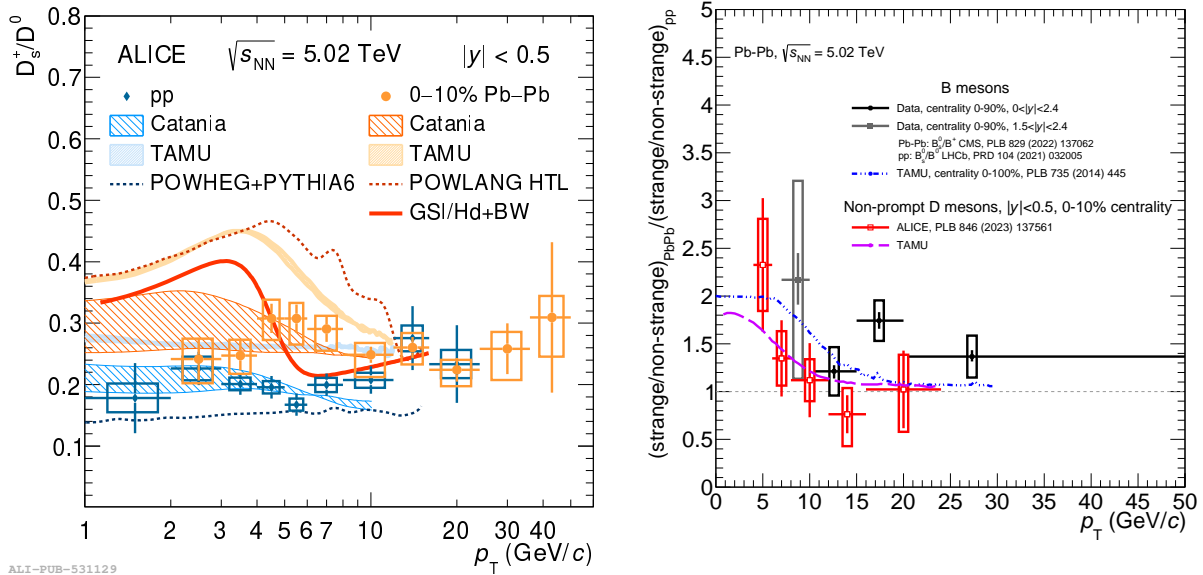 D_s^+/D^0
0.8
0.7
0.6
0.5
0.4
0.3
0.2
0.1
ALICE √s_NN = 5.02 TeV |y| < 0.5
pp
Catania
TAMU
POWHEG+PYTHIA6
0−10% Pb−Pb
Catania
TAMU
POWLANG HTL
GSI/Hd+BW
1 2 3 4 5 6 7 10 20 30 40
p_T (GeV/c)
ALI-PUB-531129
(strange/non-strange)_PbPb/(strange/non-strange)_pp
5
4.5
4
3.5
3
2.5
2
1.5
1
0.5
0
Pb-Pb, √s_NN = 5.02 TeV
B mesons
Data, centrality 0-90%, 0<|y|<2.4
Data, centrality 0-90%, 1.5<|y|<2.4
Pb-Pb: B_s^0/B^+ CMS, PLB 829 (2022) 137062
pp: B_s^0/B^0 LHCb, PRD 104 (2021) 032005
TAMU, centrality 0-100%, PLB 735 (2014) 445
Non-prompt D mesons, |y|<0.5, 0-10% centrality
ALICE, PLB 846 (2023) 137561
TAMU
0 5 10 15 20 25 30 35 40 45 50
p_T (GeV/c)